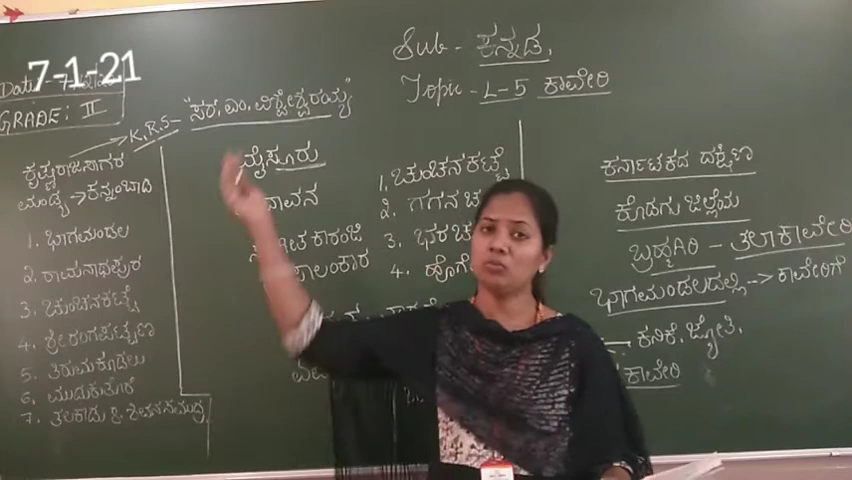 7-1-21
GRADE: II
Sub - ಕನ್ನಡ.
Topic - L-5 ಕಾವೇರಿ
K.R.S - "ಸರ. ಎಂ. ವಿಶ್ವೇಶ್ವರಯ್ಯ"
ಕೃಷ್ಣರಾಜಸಾಗರ
ಮಂಡ್ಯ → ಕನ್ನಂಬಾಡಿ
1. ಭಾಗಮಂಡಲ
2. ರಾಮನಾಥಪುರ
3. ಚುಂಚನಕಟ್ಟೆ
4. ಶ್ರೀರಂಗಪಟ್ಟಣ
5. ತಿರುಮಕೂಡಲು
6. ಮುಡುಕುತೊರೆ
7. ತಲಕಾಡು & ಶಿವನಸಮುದ್ರ
ಮೈಸೂರು
ಕಾರಂಜಿ
1. ಚುಂಚನಕಟ್ಟೆ
2. ಗಗನ
3. ಭರ
4. ಹೊಗೆ
ಕರ್ನಾಟಕದ ದಕ್ಷಿಣ
ಕೊಡಗು ಜಿಲ್ಲೆಯ
ಬ್ರಹ್ಮಗಿರಿ - ತಲಾಕಾವೇರಿ
ಭಾಗಮಂಡಲದಲ್ಲಿ → ಕಾವೇರಿಗೆ
ಕನಿಕೆ, ಜ್ಯೋತಿ,
ಕಾವೇರಿ